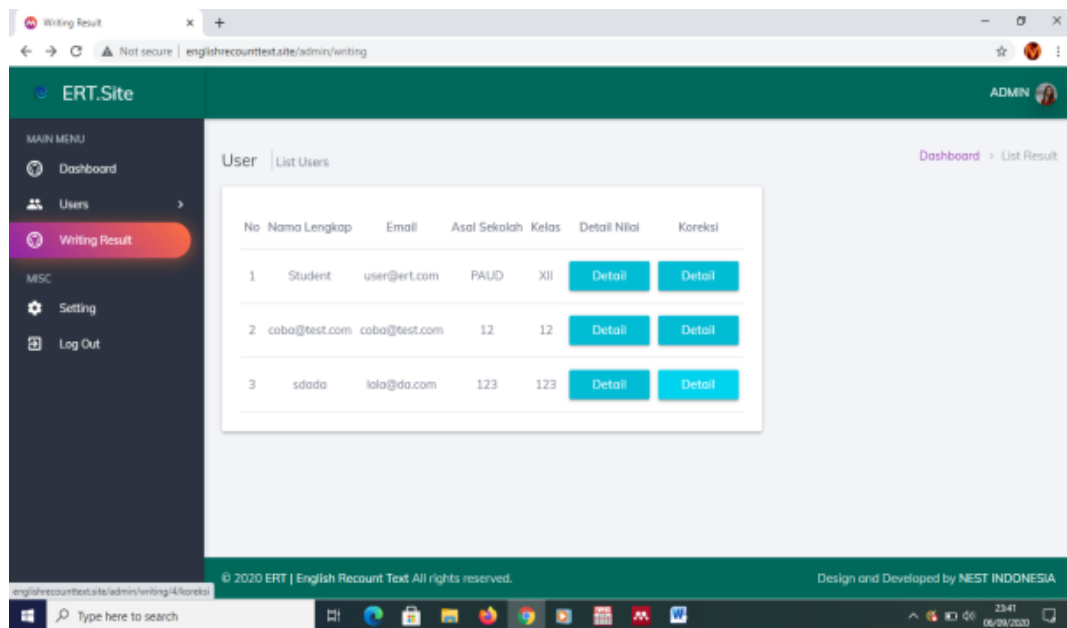 Writing Result
Not secure | englishrecounttext.site/admin/writing
ERT.Site
ADMIN
MAIN MENU
Dashboard
Users
Writing Result
MISC
Setting
Log Out
User List Users
Dashboard > List Result
No Nama Lengkap Email Asal Sekolah Kelas Detail Nilai Koreksi
1 Student user@ert.com PAUD XII Detail Detail
2 coba@test.com coba@test.com 12 12 Detail Detail
3 sdada lala@da.com 123 123 Detail Detail
© 2020 ERT | English Recount Text All rights reserved.
Design and Developed by NEST INDONESIA
englishrecounttext.site/admin/writing/4/koreksi
Type here to search
23:41
06/09/2020